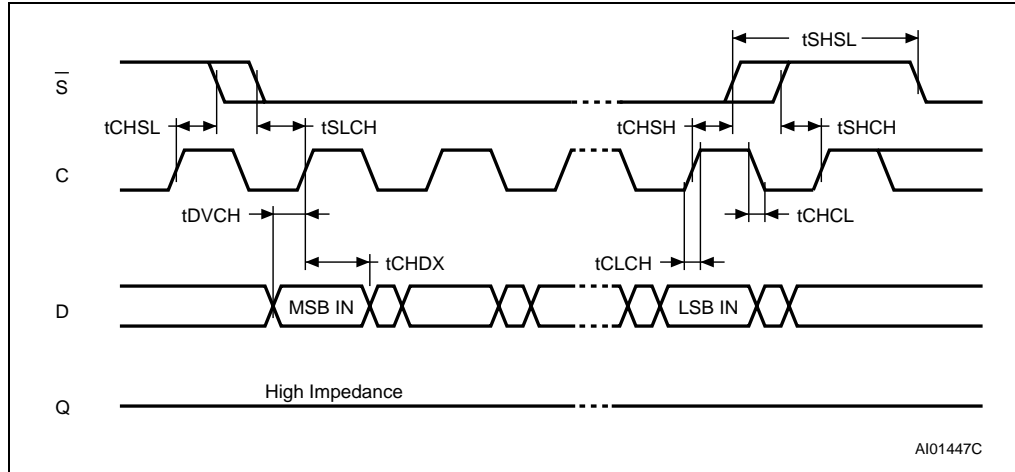 tSHSL
S̅
tCHSL
tSLCH
tCHSH
tSHCH
C
tDVCH
tCHCL
tCHDX
tCLCH
D
MSB IN
LSB IN
High Impedance
Q
AI01447C